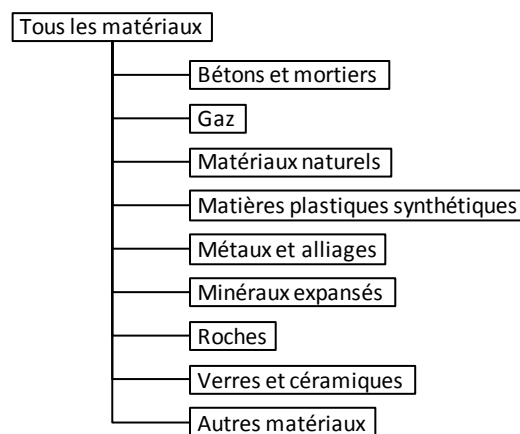 Tous les matériaux
Bétons et mortiers
Gaz
Matériaux naturels
Matières plastiques synthétiques
Métaux et alliages
Minéraux expansés
Roches
Verres et céramiques
Autres matériaux